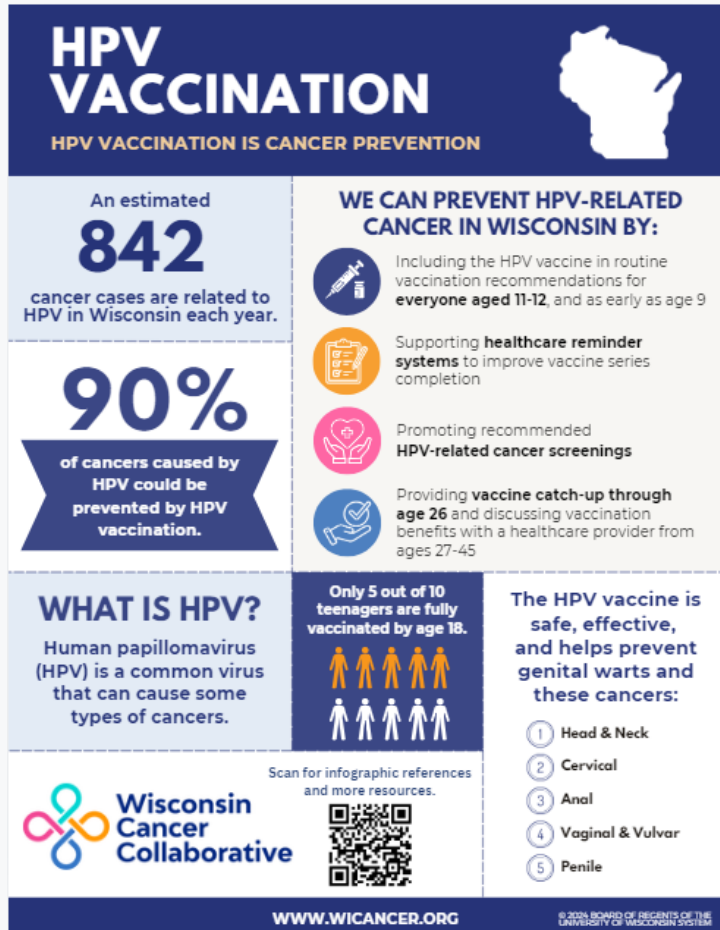 HPV
VACCINATION
HPV VACCINATION IS CANCER PREVENTION
An estimated
842
cancer cases are related to
HPV in Wisconsin each year.
90%
of cancers caused by
HPV could be
prevented by HPV
vaccination.
WE CAN PREVENT HPV-RELATED
CANCER IN WISCONSIN BY:
Including the HPV vaccine in routine
vaccination recommendations for
everyone aged 11-12, and as early as age 9
Supporting healthcare reminder
systems to improve vaccine series
completion
Promoting recommended
HPV-related cancer screenings
Providing vaccine catch-up through
age 26 and discussing vaccination
benefits with a healthcare provider from
ages 27-45
WHAT IS HPV?
Human papillomavirus
(HPV) is a common virus
that can cause some
types of cancers.
Only 5 out of 10
teenagers are fully
vaccinated by age 18.
The HPV vaccine is
safe, effective,
and helps prevent
genital warts and
these cancers:
1 Head & Neck
2 Cervical
3 Anal
4 Vaginal & Vulvar
5 Penile
Scan for infographic references
and more resources.
Wisconsin
Cancer
Collaborative
WWW.WICANCER.ORG
© 2024 BOARD OF REGENTS OF THE
UNIVERSITY OF WISCONSIN SYSTEM